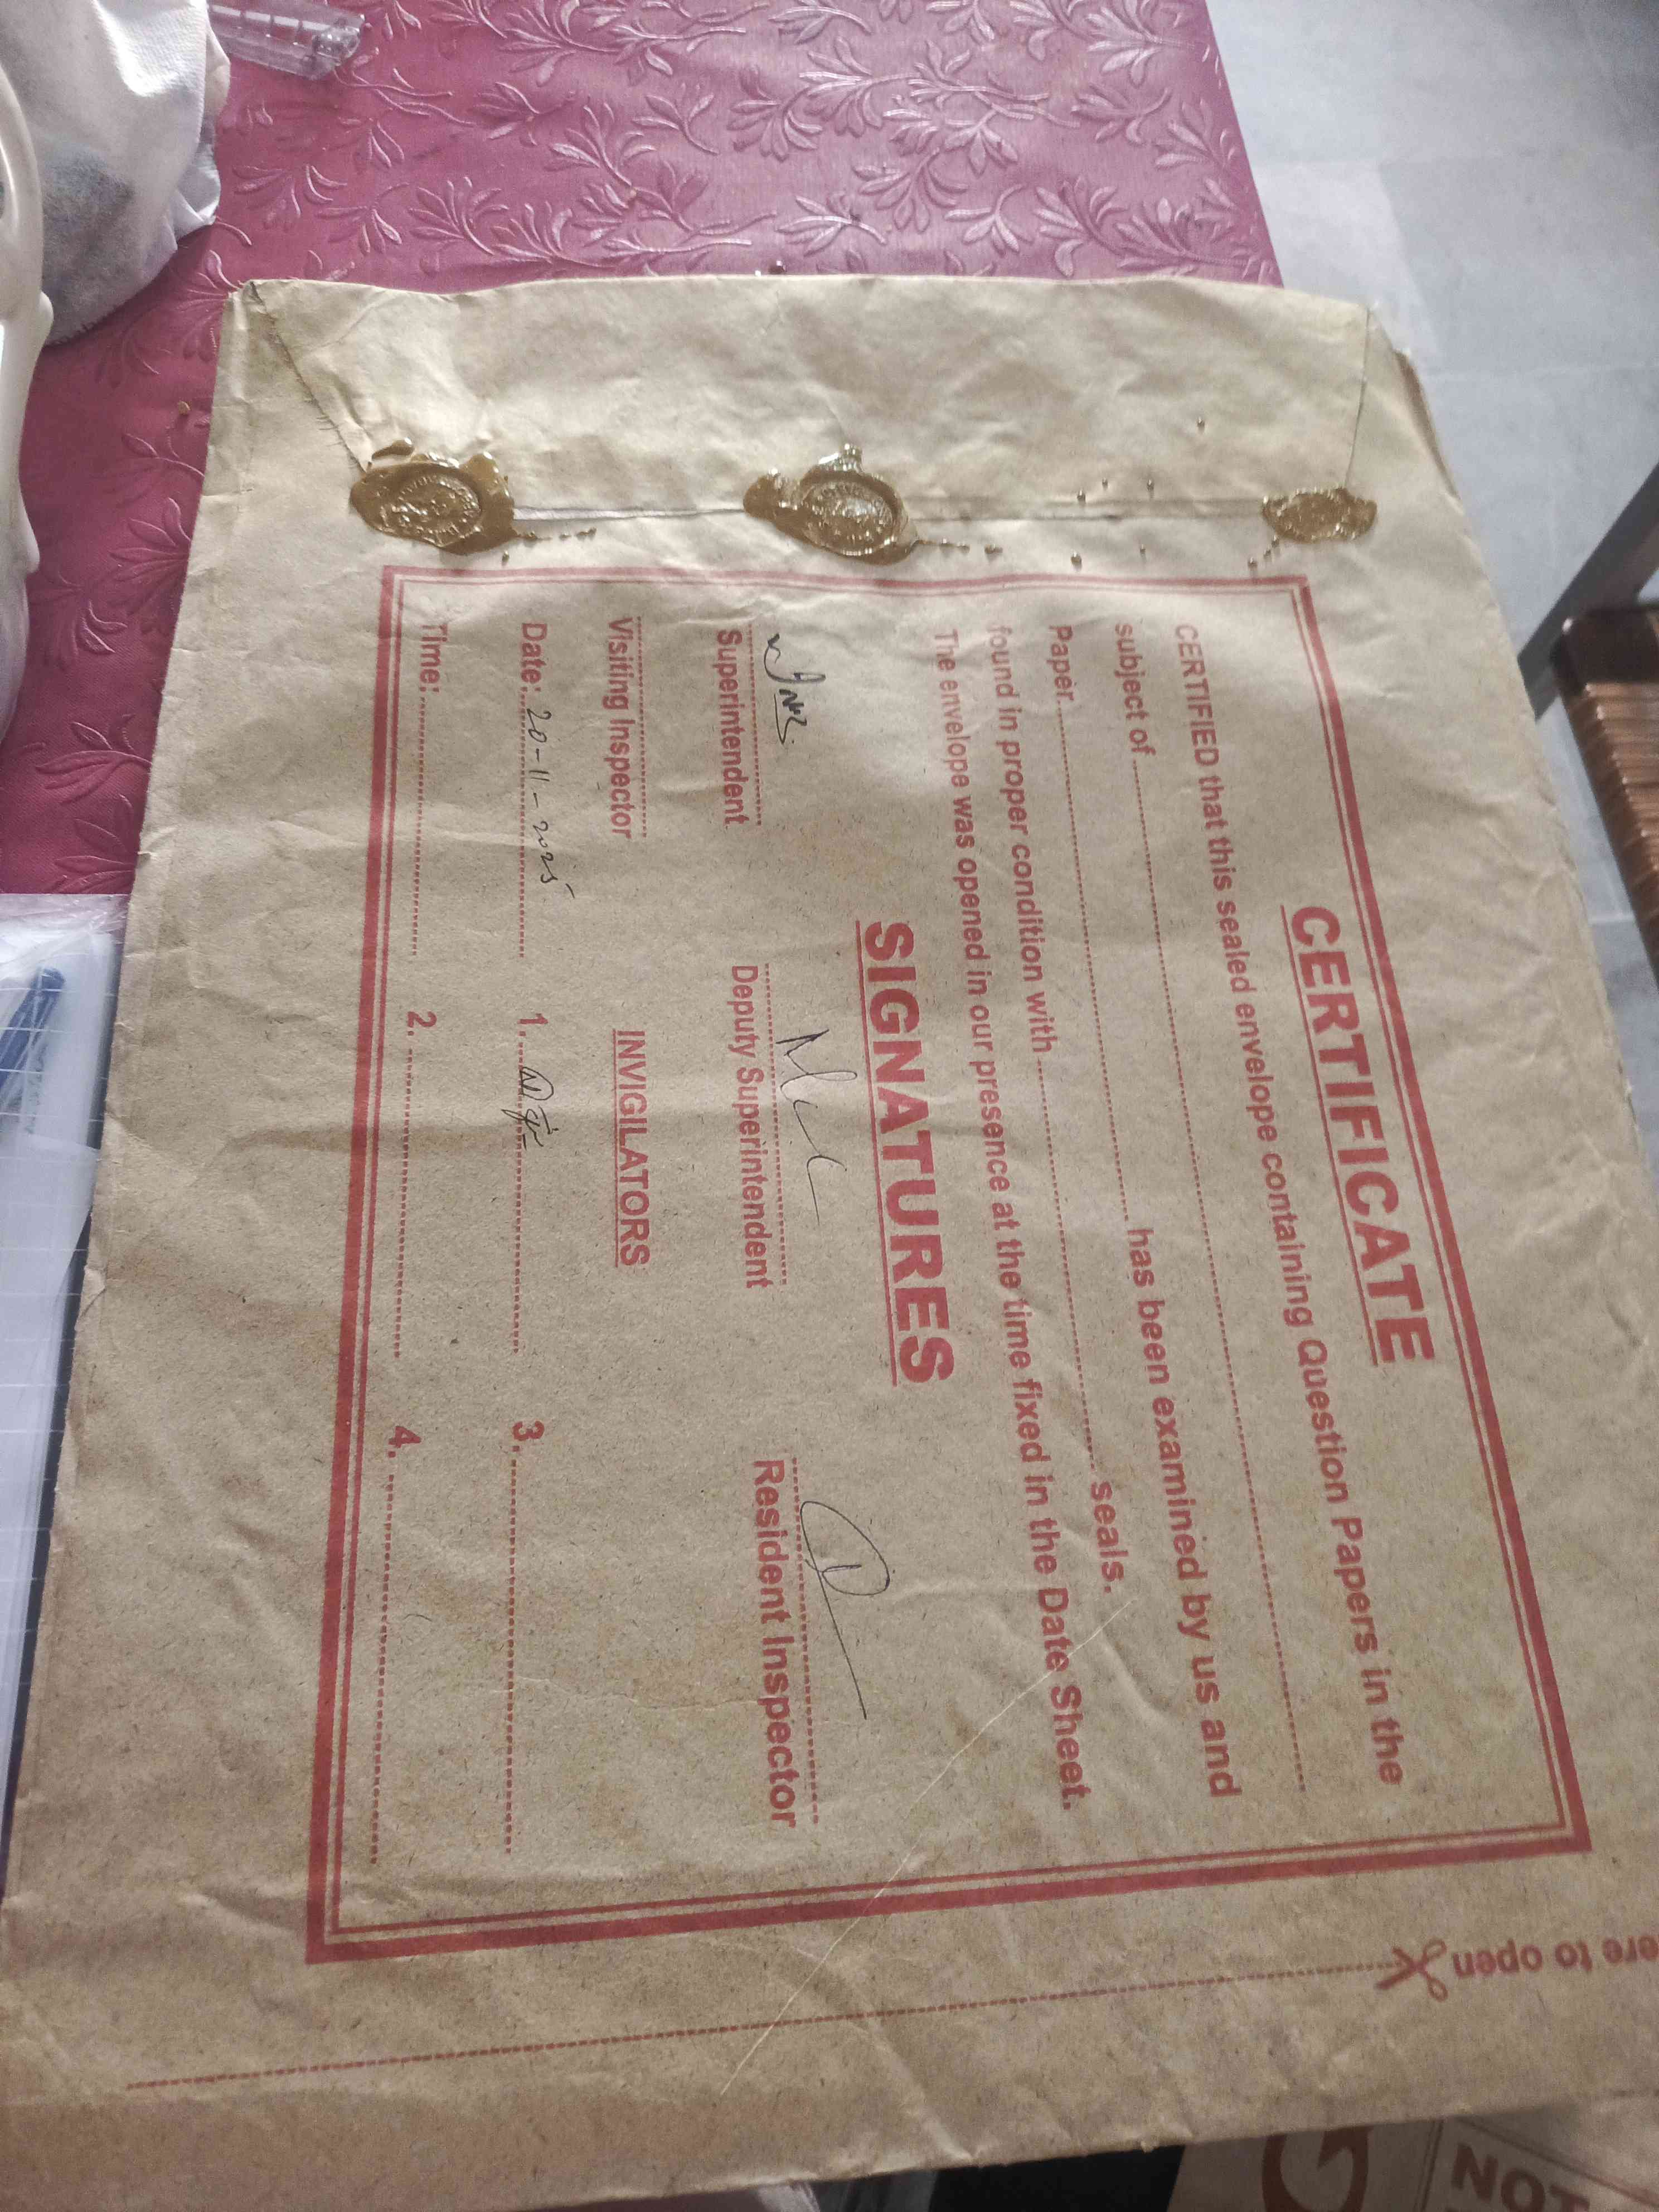 CERTIFICATE
CERTIFIED that this sealed envelope containing Question Papers in the
subject of ........................................................
Paper................................ has been examined by us and
found in proper condition with................................ seals.
The envelope was opened in our presence at the time fixed in the Date Sheet.
SIGNATURES
Superintendent Deputy Superintendent Resident Inspector
Visiting Inspector INVIGILATORS
Date: 20-11-2025 1. 3.
Time: 2. 4.
ere to open